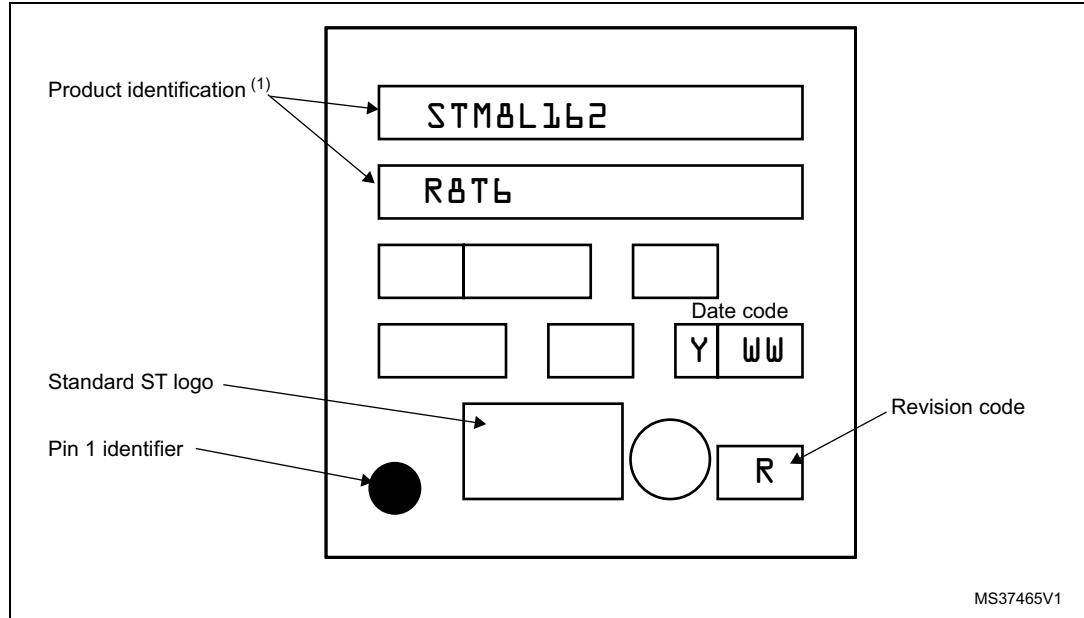 Product identification (1)
STM8L162
R8T6
Date code
Y WW
Standard ST logo
Revision code
Pin 1 identifier
R
MS37465V1